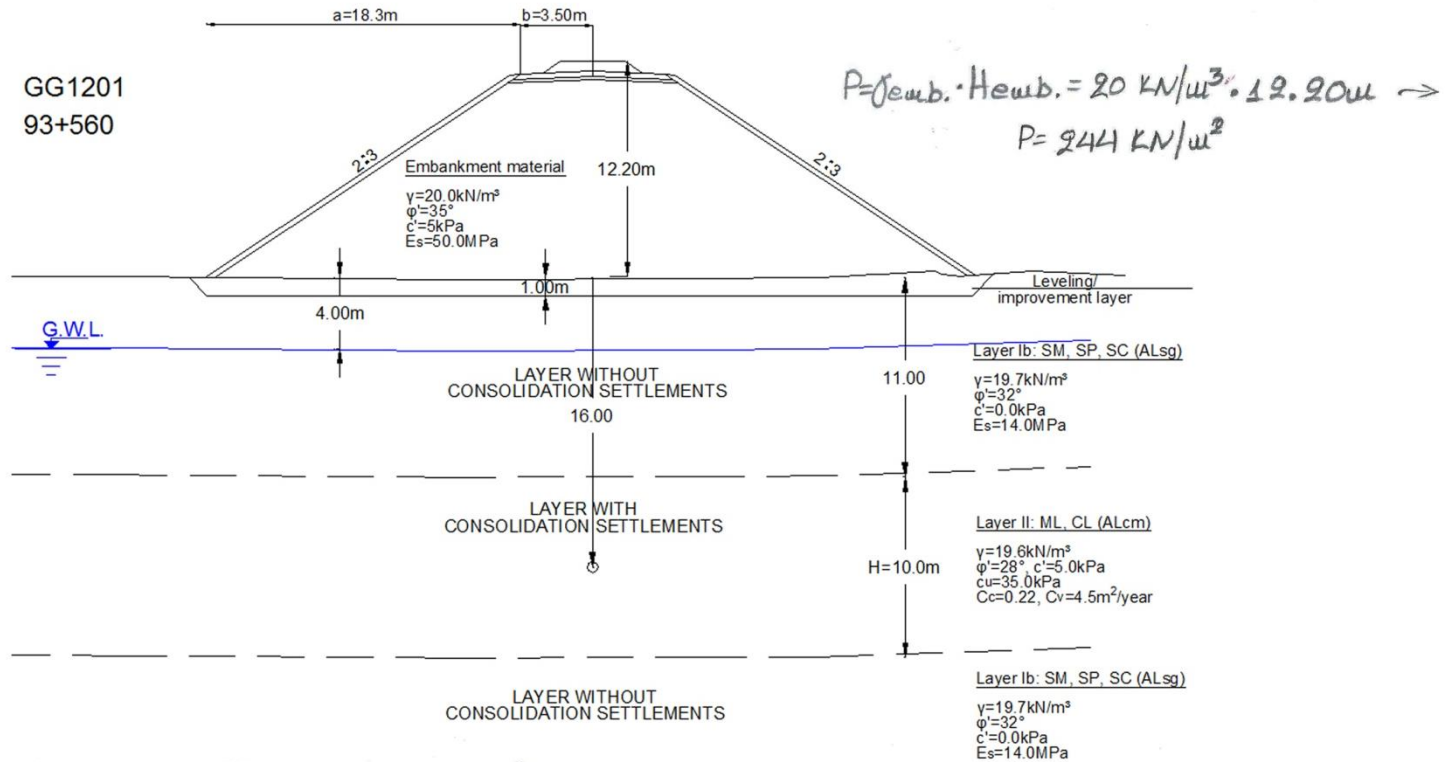 a=18.3m
b=3.50m
GG1201
93+560
P=γemb.·Hemb.= 20 KN/m³·12.20m →
P= 244 KN/m²
2:3
2:3
Embankment material
γ=20.0kN/m³
φ'=35°
c'=5kPa
Es=50.0MPa
12.20m
1.00m
4.00m
Leveling/
improvement layer
G.W.L.
LAYER WITHOUT
CONSOLIDATION SETTLEMENTS
16.00
11.00
Layer Ib: SM, SP, SC (ALsg)
γ=19.7kN/m³
φ'=32°
c'=0.0kPa
Es=14.0MPa
LAYER WITH
CONSOLIDATION SETTLEMENTS
H=10.0m
Layer II: ML, CL (ALcm)
γ=19.6kN/m³
φ'=28°, c'=5.0kPa
cu=35.0kPa
Cc=0.22, Cv=4.5m²/year
LAYER WITHOUT
CONSOLIDATION SETTLEMENTS
Layer Ib: SM, SP, SC (ALsg)
γ=19.7kN/m³
φ'=32°
c'=0.0kPa
Es=14.0MPa